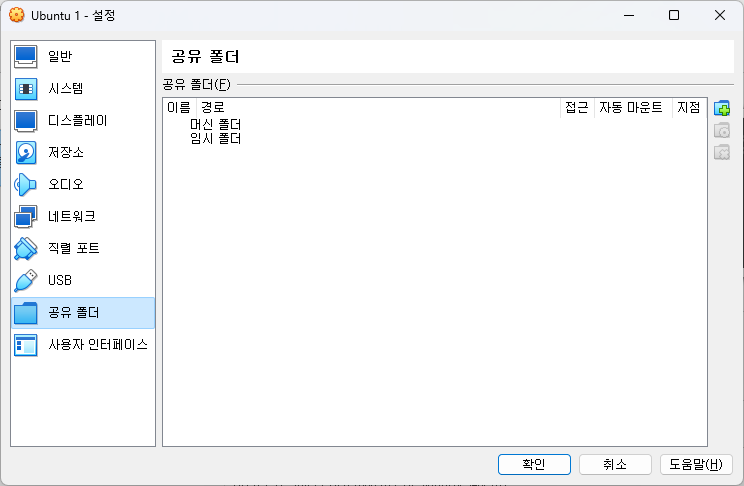 Ubuntu 1 - 설정
일반
시스템
디스플레이
저장소
오디오
네트워크
직렬 포트
USB
공유 폴더
사용자 인터페이스
공유 폴더
공유 폴더(F)
이름 경로 접근 자동 마운트 지점
머신 폴더
임시 폴더
확인 취소 도움말(H)